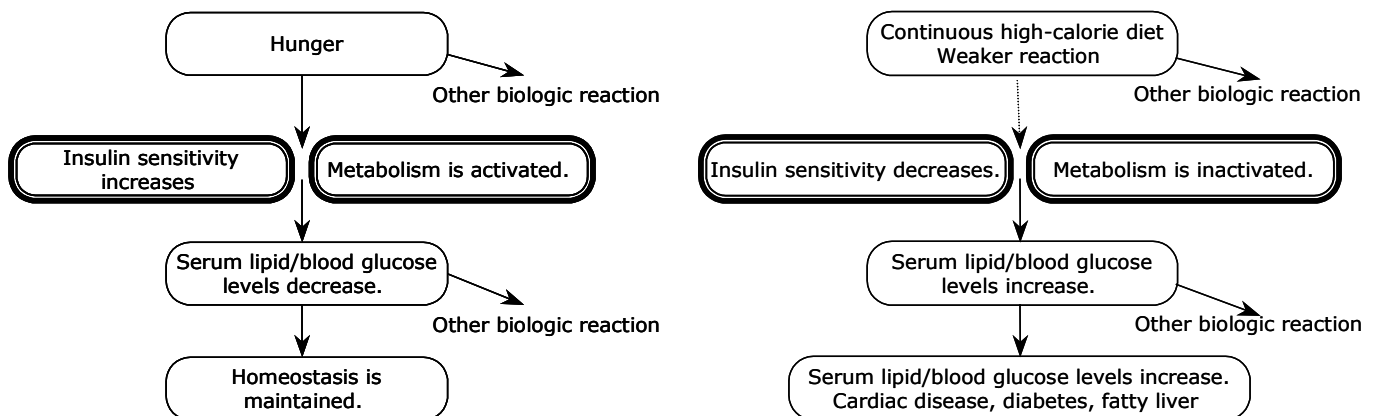 Hunger
Other biologic reaction
Insulin sensitivity
increases
Metabolism is activated.
Serum lipid/blood glucose
levels decrease.
Other biologic reaction
Homeostasis is
maintained.
Continuous high-calorie diet
Weaker reaction
Other biologic reaction
Insulin sensitivity decreases.
Metabolism is inactivated.
Serum lipid/blood glucose
levels increase.
Other biologic reaction
Serum lipid/blood glucose levels increase.
Cardiac disease, diabetes, fatty liver